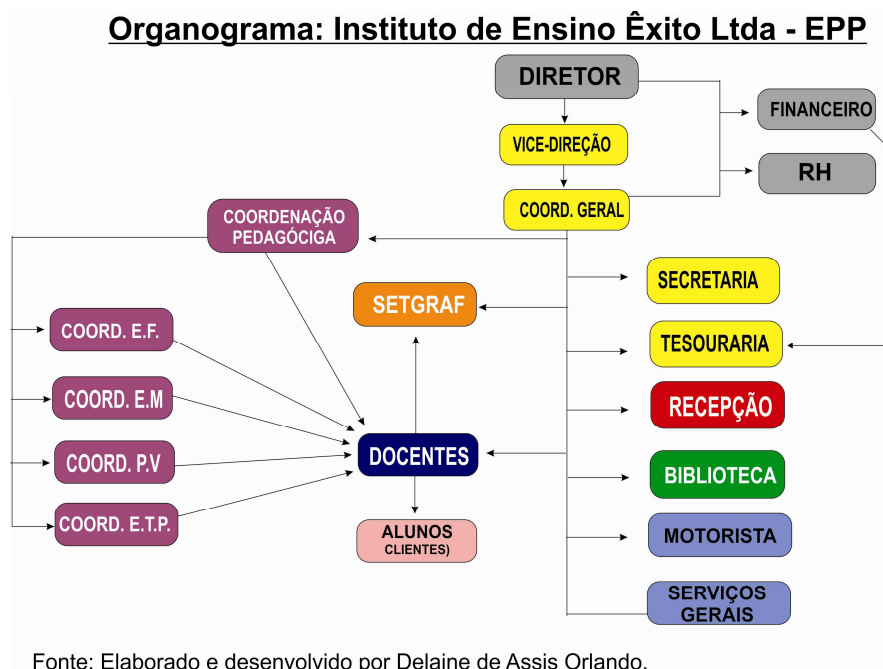 Organograma: Instituto de Ensino Êxito Ltda - EPP
DIRETOR
FINANCEIRO
VICE-DIREÇÃO
RH
COORD. GERAL
COORDENAÇÃO
PEDAGÓCIGA
SECRETARIA
SETGRAF
COORD. E.F.
TESOURARIA
COORD. E.M
RECEPÇÃO
DOCENTES
COORD. P.V
BIBLIOTECA
COORD. E.T.P.
ALUNOS
CLIENTES)
MOTORISTA
SERVIÇOS
GERAIS
Fonte: Elaborado e desenvolvido por Delaine de Assis Orlando.